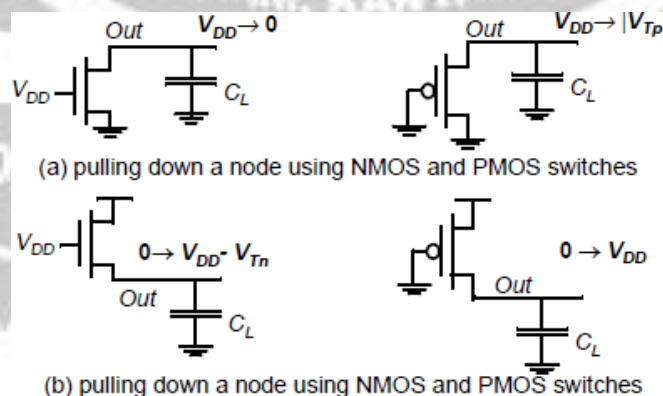 Out V_DD → 0
V_DD
C_L
Out V_DD → |V_Tp
C_L
(a) pulling down a node using NMOS and PMOS switches
V_DD
0 → V_DD - V_Tn
Out
C_L
0 → V_DD
Out
C_L
(b) pulling down a node using NMOS and PMOS switches